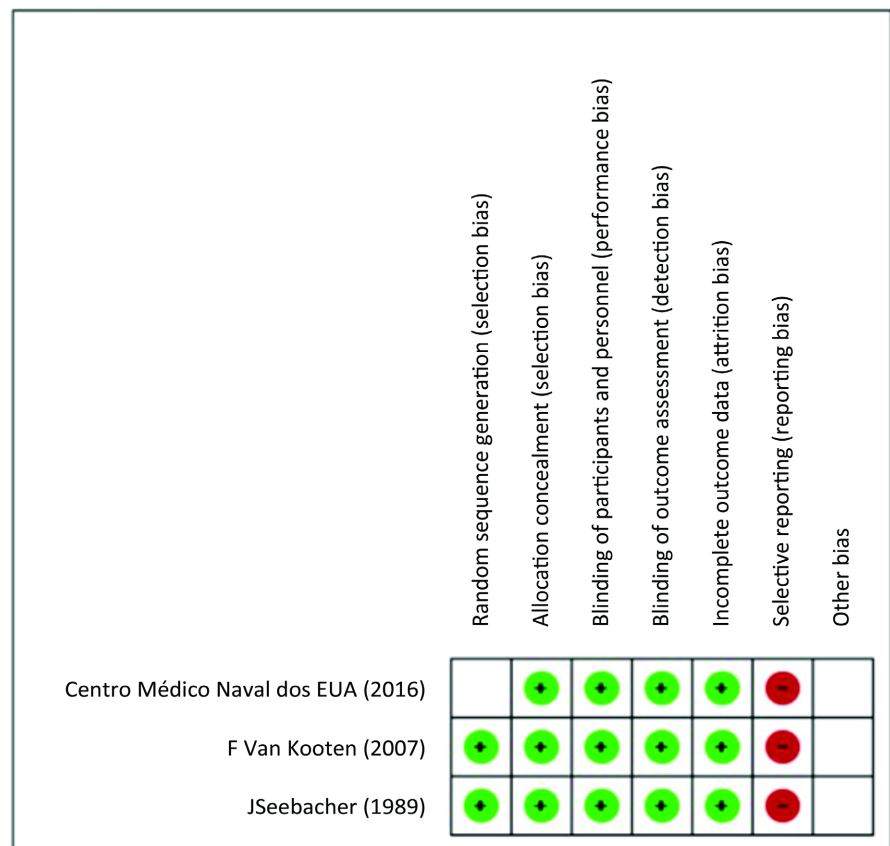 Random sequence generation (selection bias)
Allocation concealment (selection bias)
Blinding of participants and personnel (performance bias)
Blinding of outcome assessment (detection bias)
Incomplete outcome data (attrition bias)
Selective reporting (reporting bias)
Other bias
Centro Médico Naval dos EUA (2016) + + + + -
F Van Kooten (2007) + + + + + -
JSeebacher (1989) + + + + + -